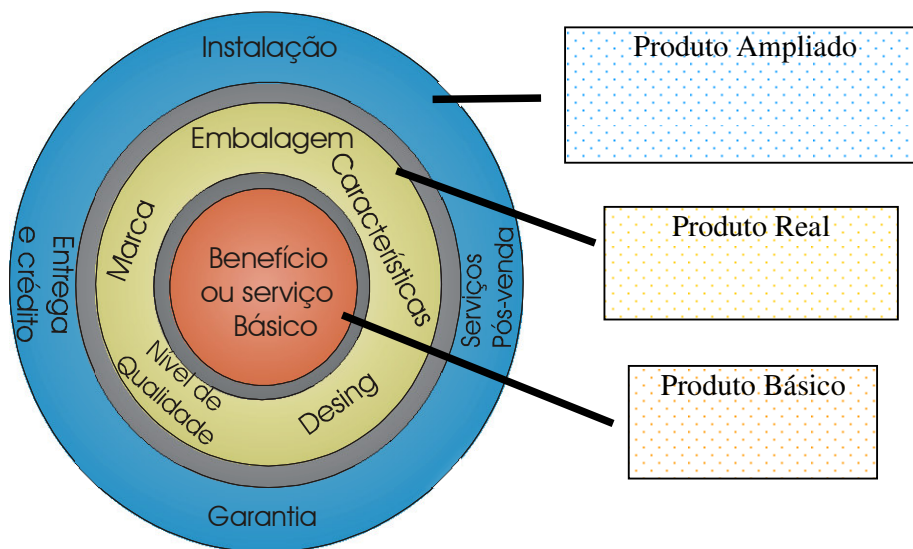 Instalação
Embalagem
Características
Marca
Benefício
ou serviço
Básico
Nível de
Qualidade
Desing
Entrega
e crédito
Serviços
Pós-venda
Garantia
Produto Ampliado
Produto Real
Produto Básico